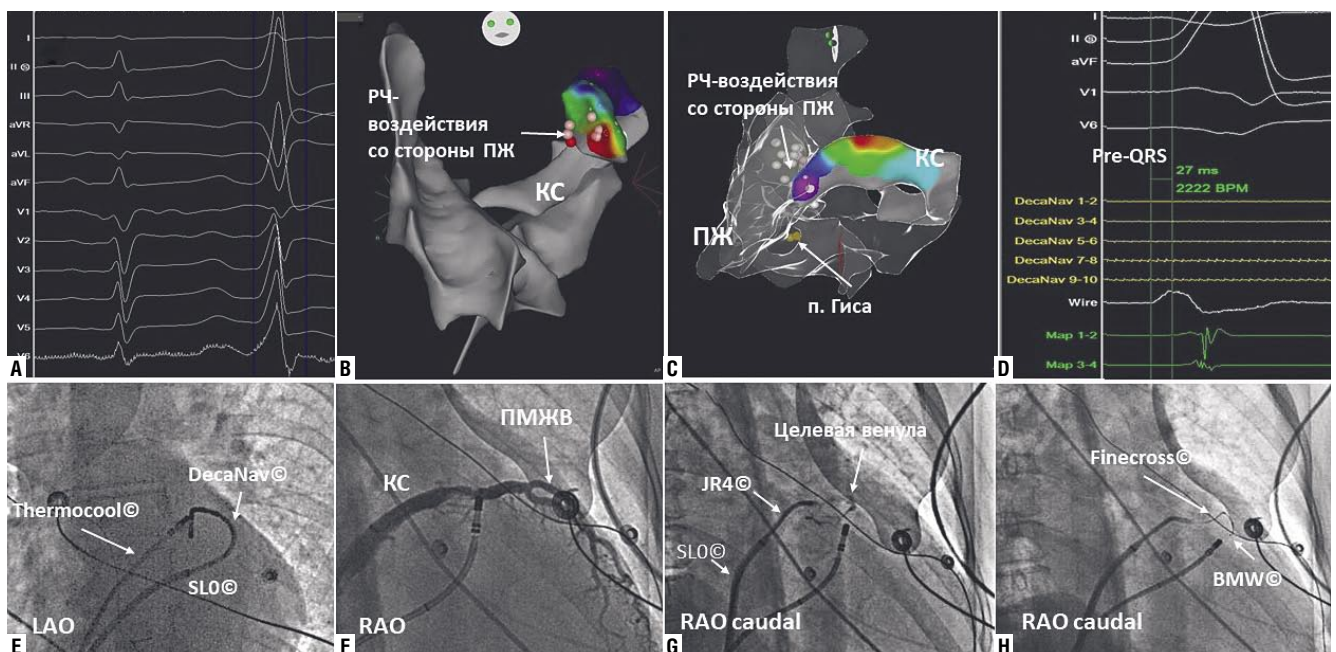 I
II
III
aVR
aVL
aVF
V1
V2
V3
V4
V5
V6
A
РЧ-
воздействия
со стороны ПЖ
КС
B
РЧ-воздействия
со стороны ПЖ
КС
ПЖ
п. Гиса
C
I
II
aVF
V1
V6
Pre-QRS
27 ms
2222 BPM
DecaNav 1-2
DecaNav 3-4
DecaNav 5-6
DecaNav 7-8
DecaNav 9-10
Wire
Map 1-2
Map 3-4
D
DecaNav©
Thermocool©
SL0©
LAO
E
ПМЖВ
КС
RAO
F
Целевая венула
JR4©
SL0©
RAO caudal
G
Finecross©
BMW©
RAO caudal
H